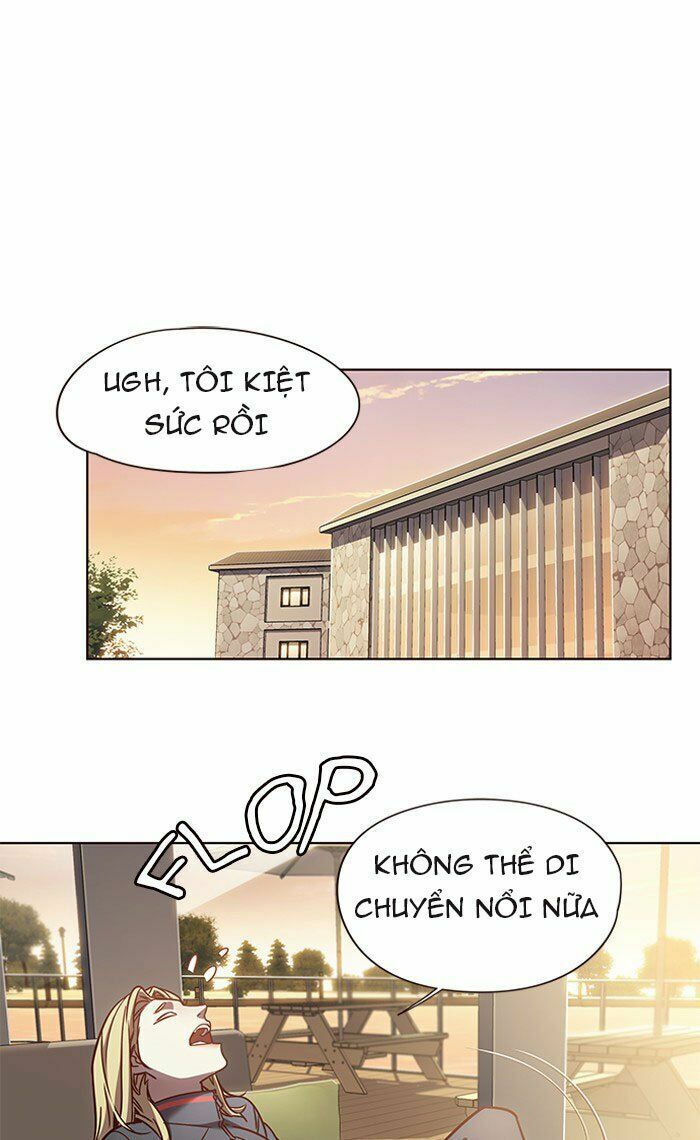 UGH, TÔI KIỆT
SỨC RỒI
FLOP
KHÔNG THỂ DI
CHUYỂN NỔI NỮA